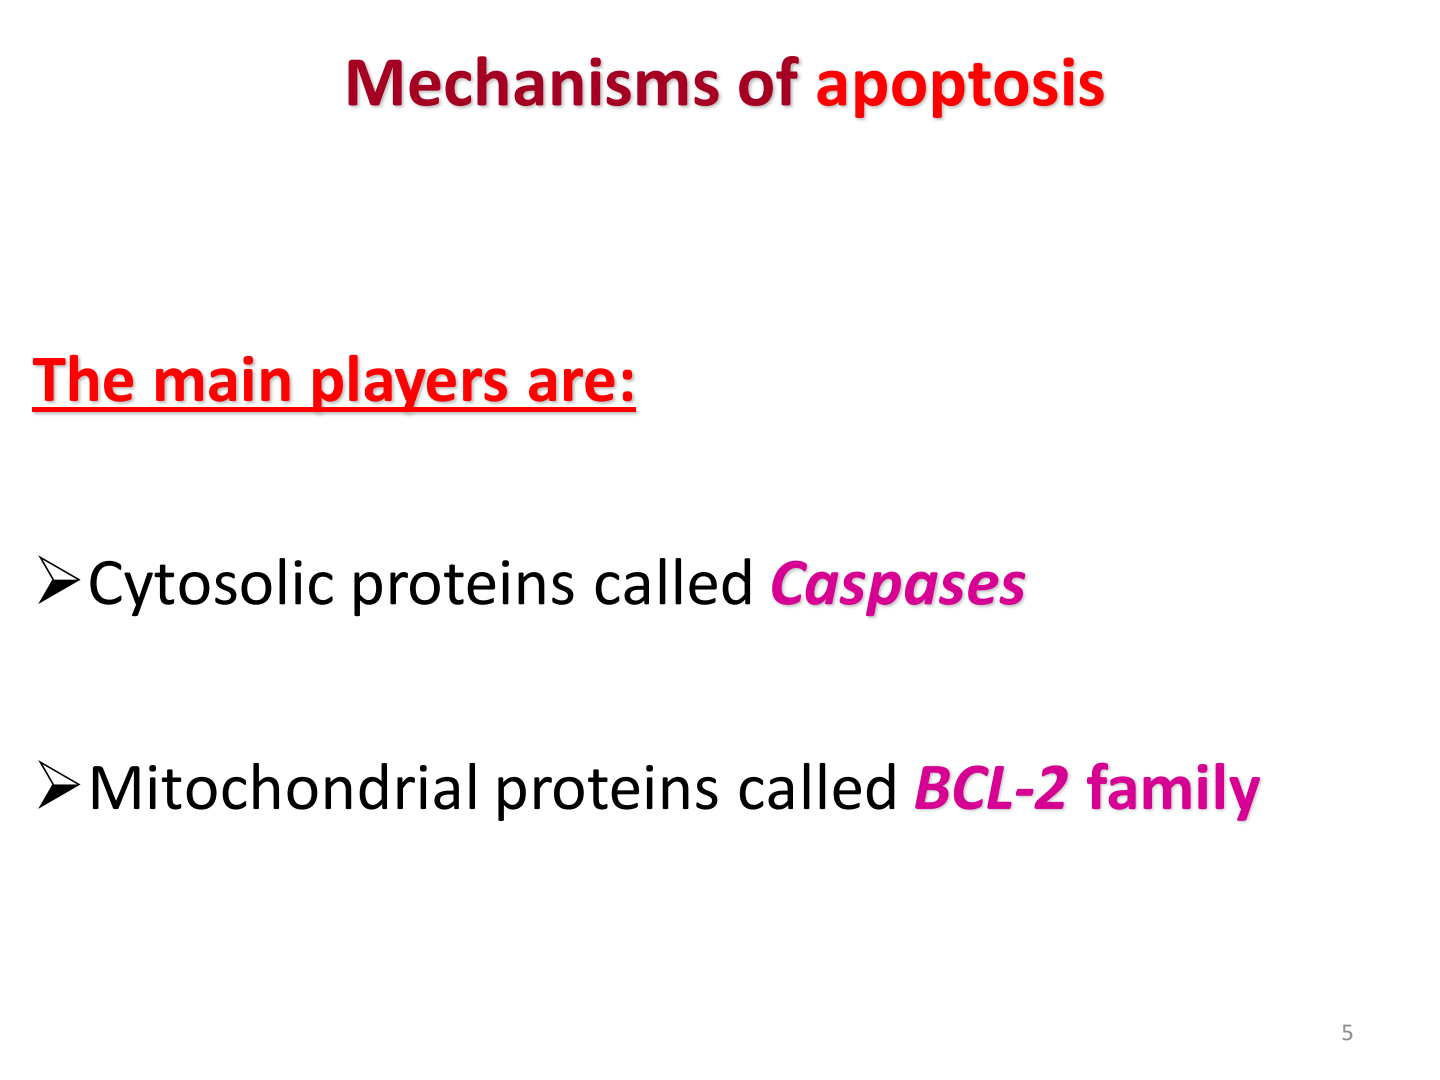 Mechanisms of apoptosis
The main players are:
➢Cytosolic proteins called Caspases
➢Mitochondrial proteins called BCL-2 family
5